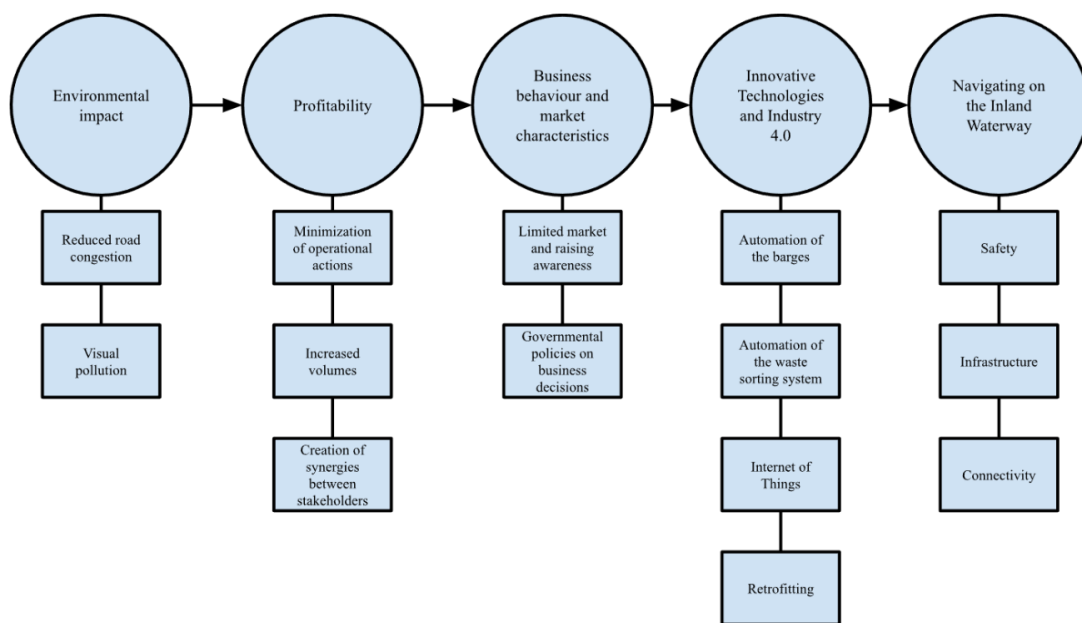 Environmental
impact
Profitability
Business
behaviour and
market
characteristics
Innovative
Technologies
and Industry
4.0
Navigating on
the Inland
Waterway
Reduced road
congestion
Visual
pollution
Minimization
of operational
actions
Increased
volumes
Creation of
synergies
between
stakeholders
Limited market
and raising
awareness
Governmental
policies on
business
decisions
Automation of
the barges
Automation of
the waste
sorting system
Internet of
Things
Retrofitting
Safety
Infrastructure
Connectivity